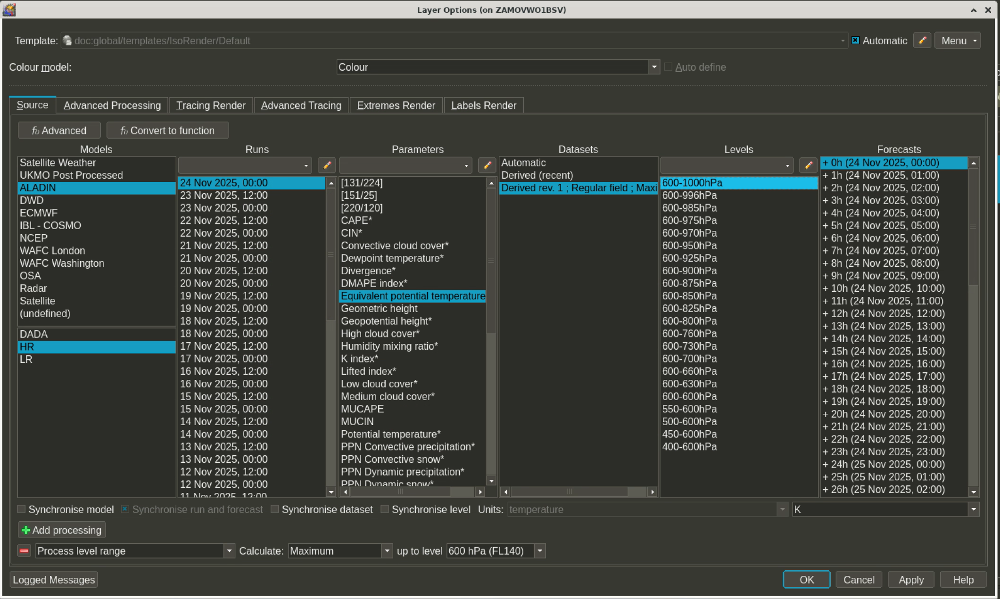 Layer Options (on ZAMOVWO1BSV)
Template: doc:global/templates/IsoRender/Default Automatic Menu
Colour model: Colour Auto define
Source Advanced Processing Tracing Render Advanced Tracing Extremes Render Labels Render
Advanced Convert to function
Models
Satellite Weather
UKMO Post Processed
ALADIN
DWD
ECMWF
IBL - COSMO
NCEP
WAFC London
WAFC Washington
OSA
Radar
Satellite
(undefined)
DADA
HR
LR
Runs
24 Nov 2025, 00:00
23 Nov 2025, 12:00
23 Nov 2025, 00:00
22 Nov 2025, 12:00
22 Nov 2025, 00:00
21 Nov 2025, 12:00
21 Nov 2025, 00:00
20 Nov 2025, 12:00
20 Nov 2025, 00:00
19 Nov 2025, 12:00
19 Nov 2025, 00:00
18 Nov 2025, 12:00
18 Nov 2025, 00:00
17 Nov 2025, 12:00
17 Nov 2025, 00:00
16 Nov 2025, 12:00
16 Nov 2025, 00:00
15 Nov 2025, 12:00
15 Nov 2025, 00:00
14 Nov 2025, 12:00
14 Nov 2025, 00:00
13 Nov 2025, 12:00
13 Nov 2025, 00:00
12 Nov 2025, 12:00
12 Nov 2025, 00:00
11 Nov 2025, 12:00
Parameters
[131/224]
[151/25]
[220/120]
CAPE*
CIN*
Convective cloud cover*
Dewpoint temperature*
Divergence*
DMAPE index*
Equivalent potential temperature
Geometric height
Geopotential height*
High cloud cover*
Humidity mixing ratio*
K index*
Lifted index*
Low cloud cover*
Medium cloud cover*
MUCAPE
MUCIN
Potential temperature*
PPN Convective precipitation*
PPN Convective snow*
PPN Dynamic precipitation*
PPN Dynamic snow*
Datasets
Automatic
Derived (recent)
Derived rev. 1 ; Regular field ; Maxi
Levels
600-1000hPa
600-996hPa
600-985hPa
600-975hPa
600-970hPa
600-950hPa
600-925hPa
600-900hPa
600-875hPa
600-850hPa
600-825hPa
600-800hPa
600-760hPa
600-730hPa
600-700hPa
600-660hPa
600-630hPa
600-600hPa
550-600hPa
500-600hPa
450-600hPa
400-600hPa
Forecasts
+ 0h (24 Nov 2025, 00:00)
+ 1h (24 Nov 2025, 01:00)
+ 2h (24 Nov 2025, 02:00)
+ 3h (24 Nov 2025, 03:00)
+ 4h (24 Nov 2025, 04:00)
+ 5h (24 Nov 2025, 05:00)
+ 6h (24 Nov 2025, 06:00)
+ 7h (24 Nov 2025, 07:00)
+ 8h (24 Nov 2025, 08:00)
+ 9h (24 Nov 2025, 09:00)
+ 10h (24 Nov 2025, 10:00)
+ 11h (24 Nov 2025, 11:00)
+ 12h (24 Nov 2025, 12:00)
+ 13h (24 Nov 2025, 13:00)
+ 14h (24 Nov 2025, 14:00)
+ 15h (24 Nov 2025, 15:00)
+ 16h (24 Nov 2025, 16:00)
+ 17h (24 Nov 2025, 17:00)
+ 18h (24 Nov 2025, 18:00)
+ 19h (24 Nov 2025, 19:00)
+ 20h (24 Nov 2025, 20:00)
+ 21h (24 Nov 2025, 21:00)
+ 22h (24 Nov 2025, 22:00)
+ 23h (24 Nov 2025, 23:00)
+ 24h (25 Nov 2025, 00:00)
+ 25h (25 Nov 2025, 01:00)
+ 26h (25 Nov 2025, 02:00)
Synchronise model Synchronise run and forecast Synchronise dataset Synchronise level Units: temperature K
Add processing
Process level range Calculate: Maximum up to level 600 hPa (FL140)
Logged Messages OK Cancel Apply Help